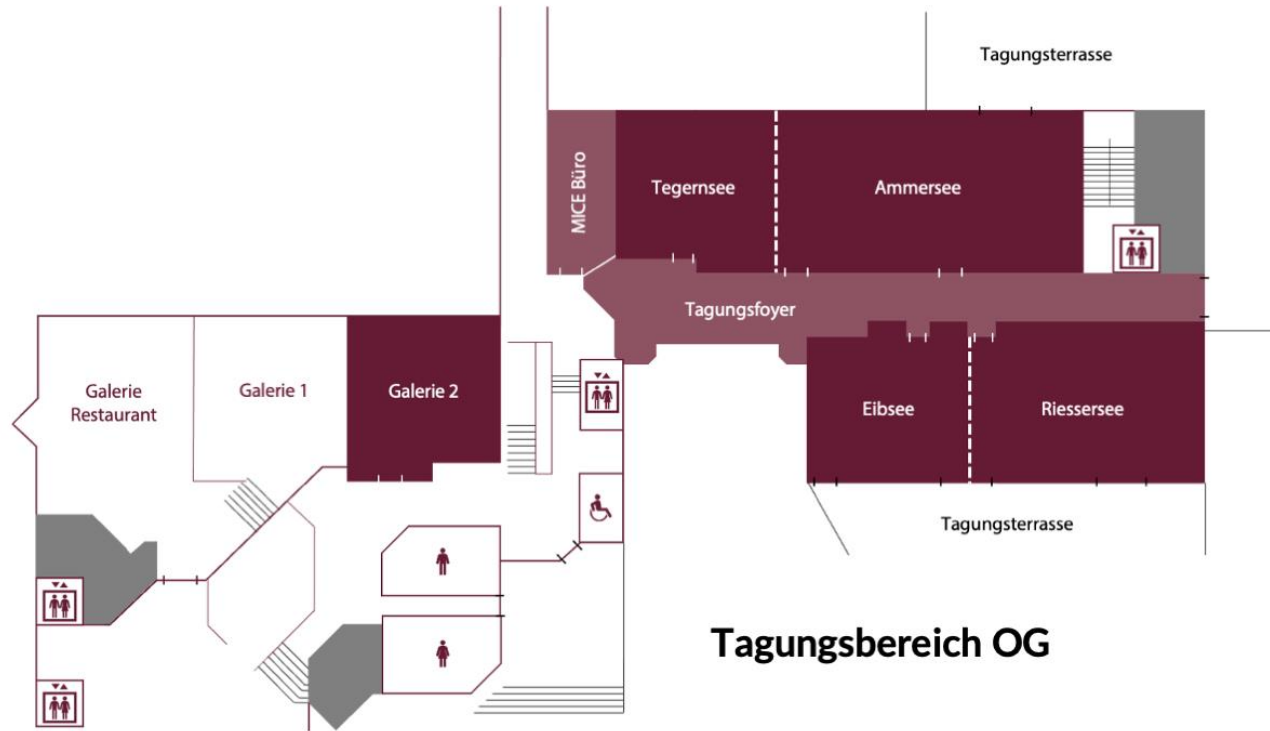 Tagungsterrasse
MICE Büro
Tegernsee
Ammersee
Tagungsfoyer
Galerie
Restaurant
Galerie 1
Galerie 2
Eibsee
Riessersee
Tagungsterrasse
Tagungsbereich OG